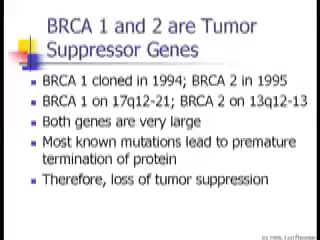 BRCA 1 and 2 are Tumor
Suppressor Genes
BRCA 1 cloned in 1994; BRCA 2 in 1995
BRCA 1 on 17q12-21; BRCA 2 on 13q12-13
Both genes are very large
Most known mutations lead to premature
termination of protein
Therefore, loss of tumor suppression